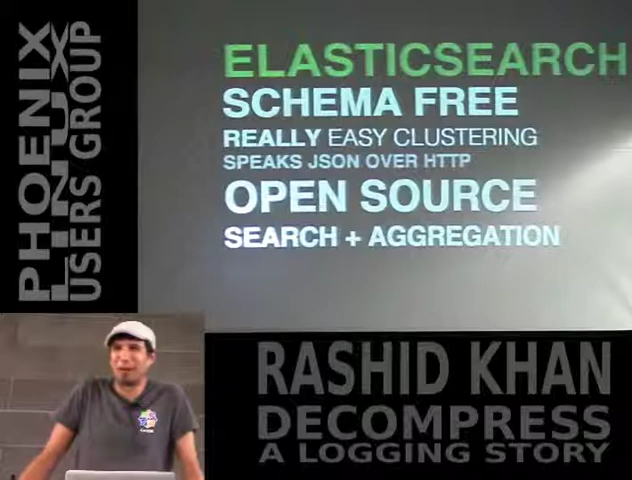 PHOENIX
LINUX
USERS GROUP
ELASTICSEARCH
SCHEMA FREE
REALLY EASY CLUSTERING
SPEAKS JSON OVER HTTP
OPEN SOURCE
SEARCH + AGGREGATION
RASHID KHAN
DECOMPRESS
A LOGGING STORY